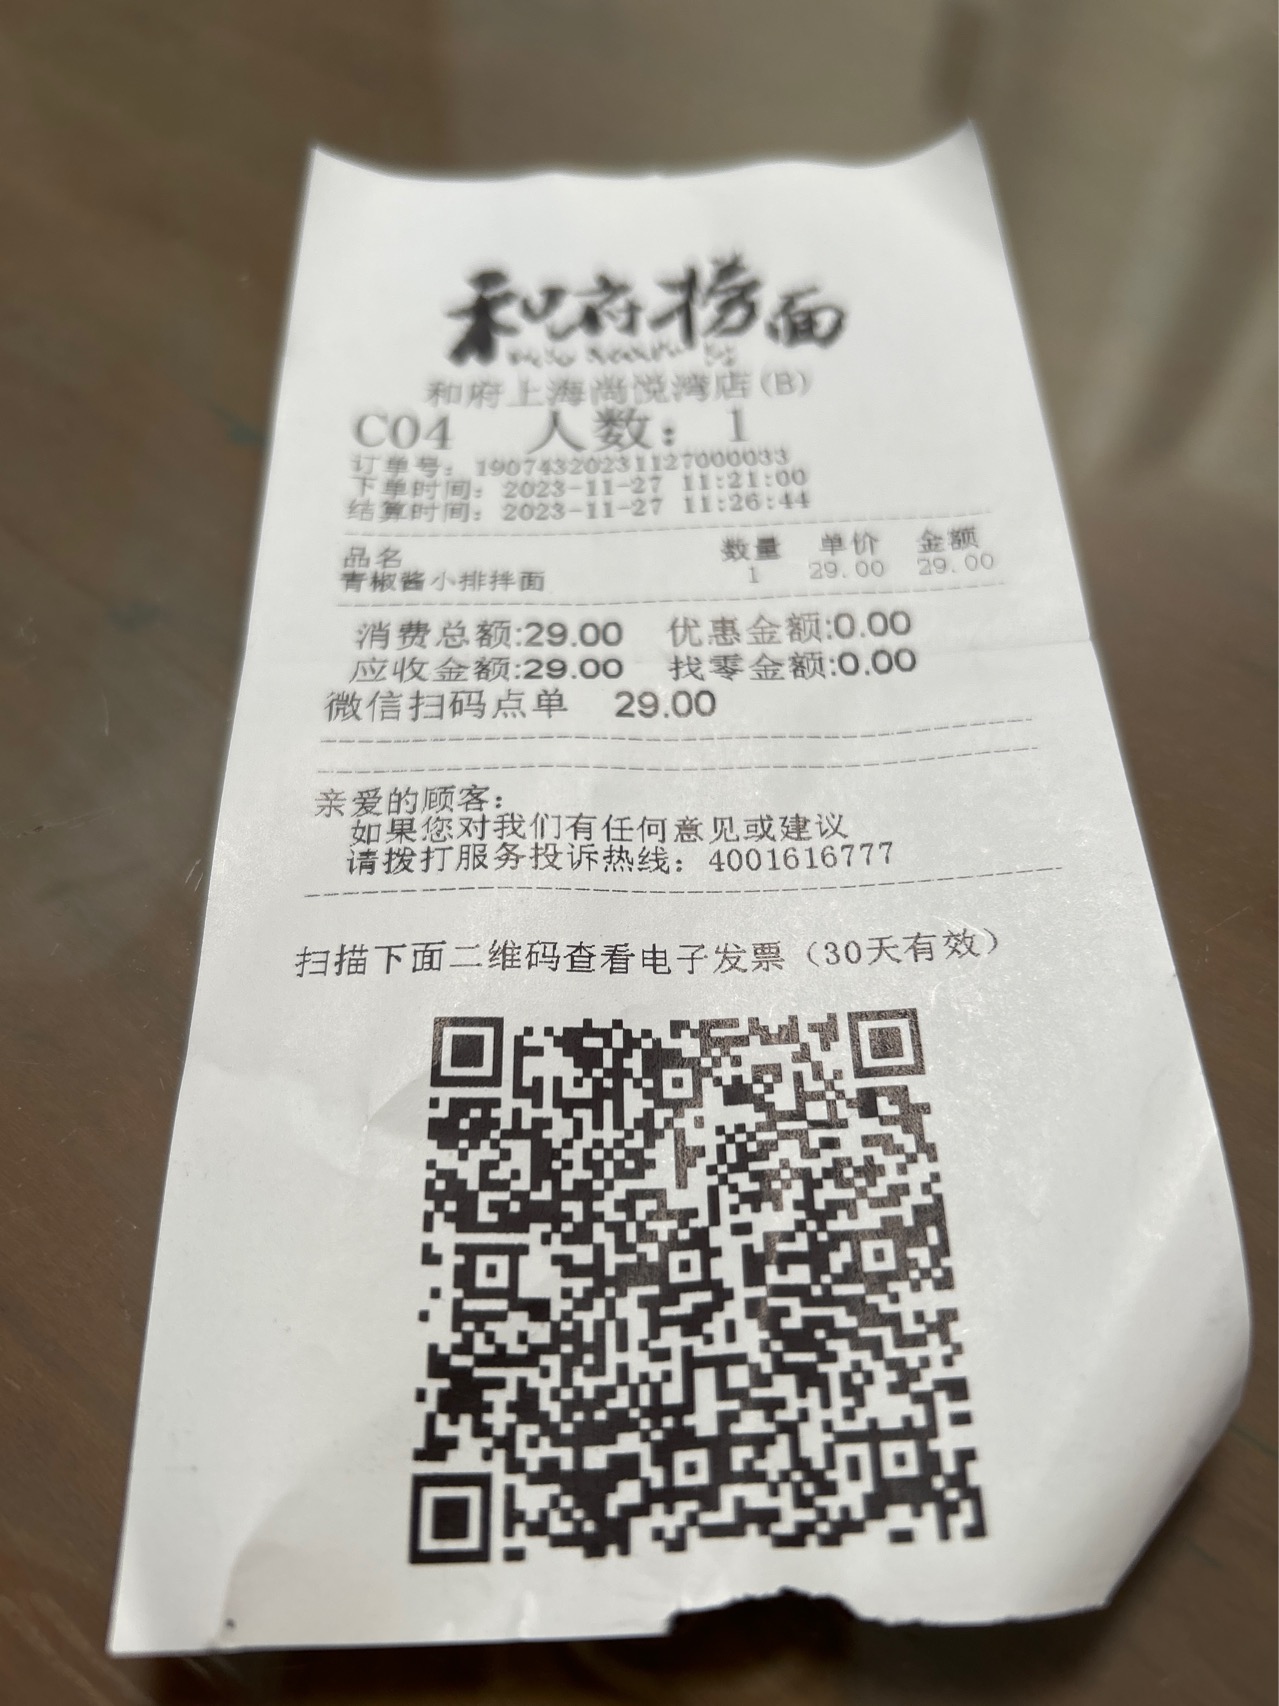 和府捞面
和府上海尚悦湾店(B)
C04 人数：1
订单号：19074320231127000033
下单时间：2023-11-27 11:21:00
结算时间：2023-11-27 11:26:44
品名 数量 单价 金额
青椒酱小排拌面 1 29.00 29.00
消费总额:29.00 优惠金额:0.00
应收金额:29.00 找零金额:0.00
微信扫码点单 29.00
亲爱的顾客：
如果您对我们有任何意见或建议
请拨打服务投诉热线：4001616777
扫描下面二维码查看电子发票（30天有效）